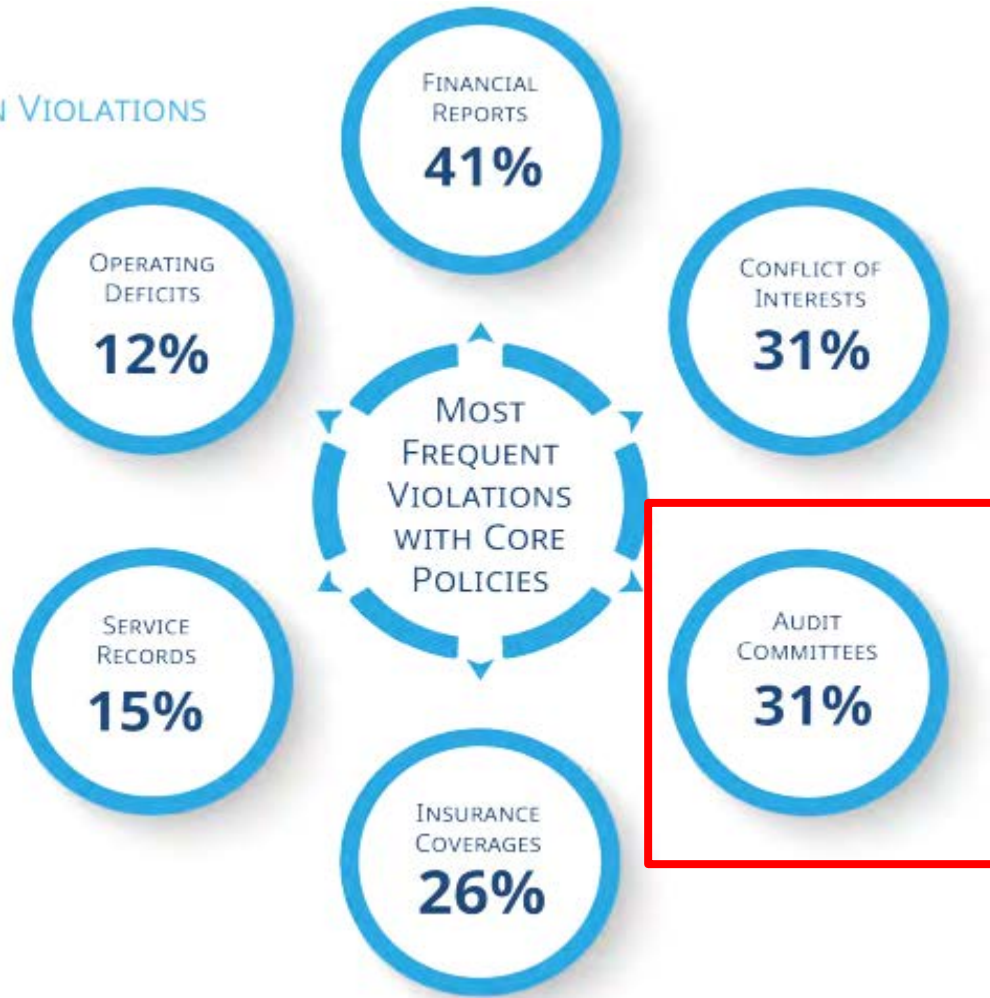 VIOLATIONS
FINANCIAL
REPORTS
41%
CONFLICT OF
INTERESTS
31%
AUDIT
COMMITTEES
31%
INSURANCE
COVERAGES
26%
SERVICE
RECORDS
15%
OPERATING
DEFICITS
12%
MOST
FREQUENT
VIOLATIONS
WITH CORE
POLICIES